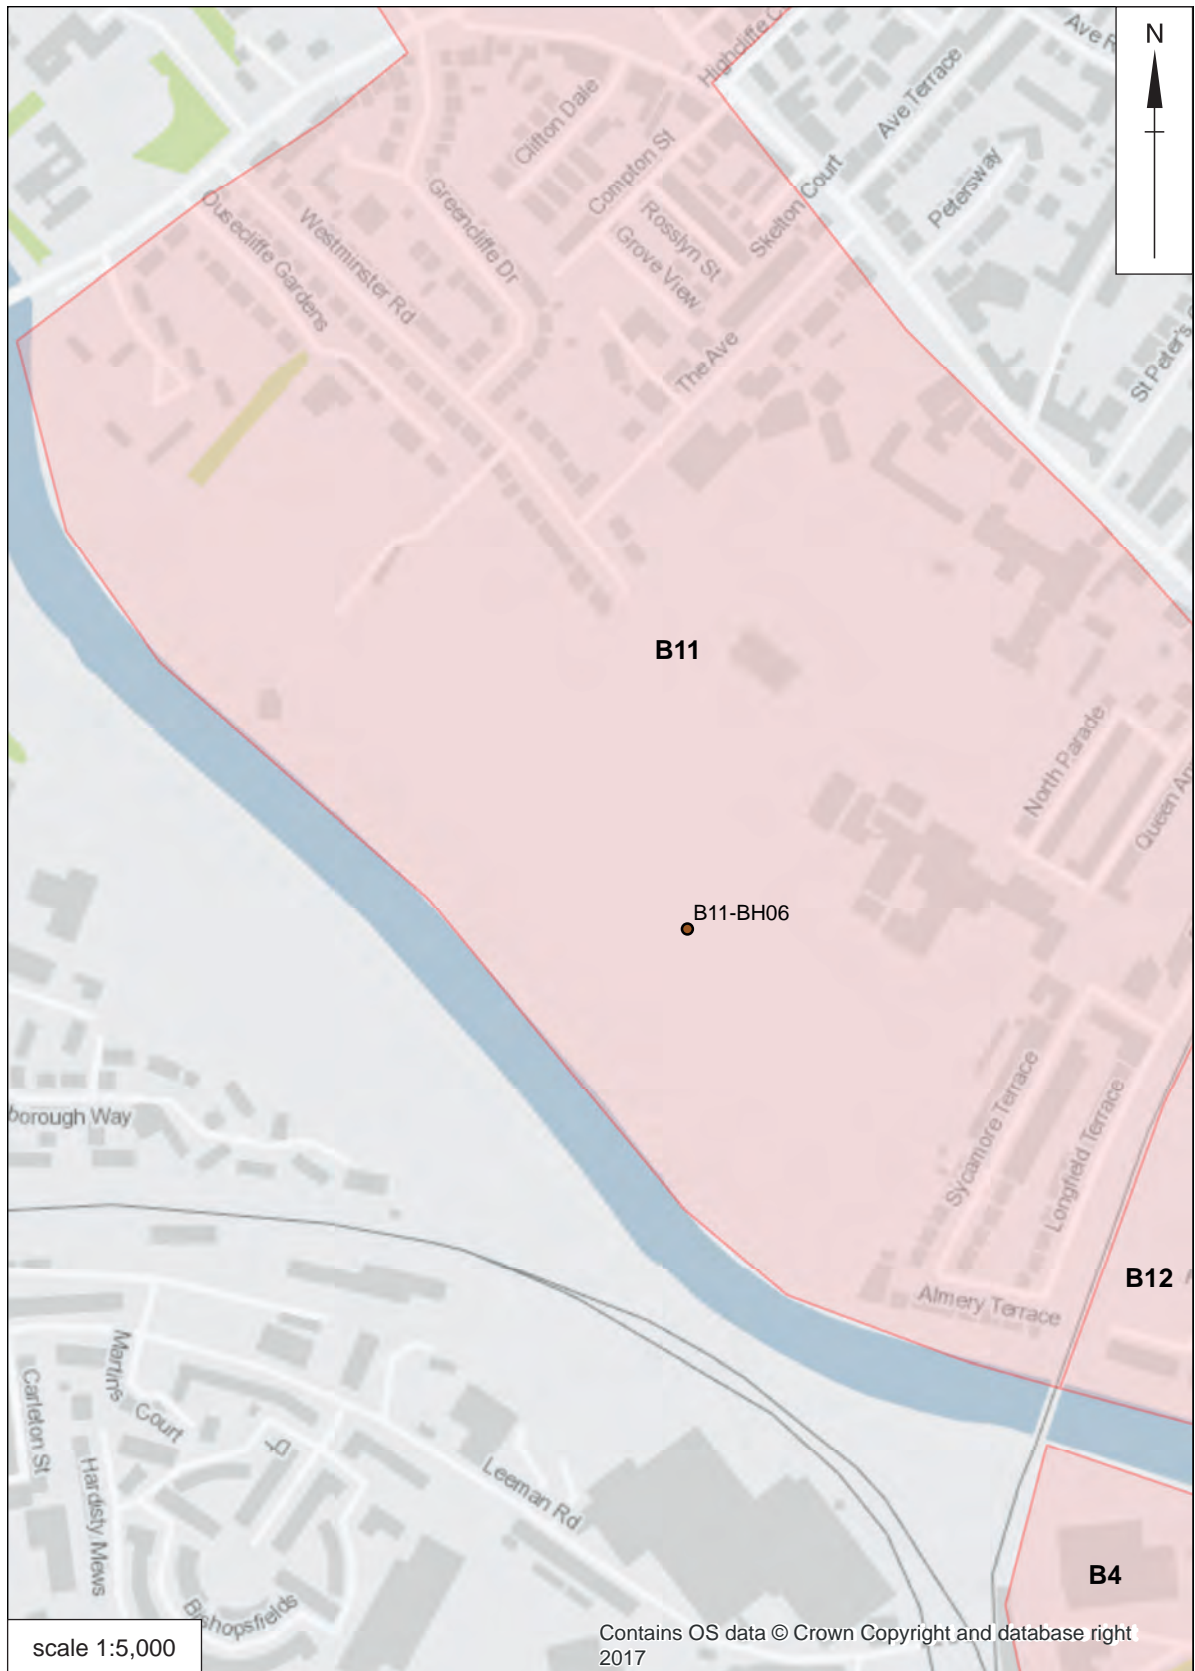 N
Ave R
Highcliffe C
Ave Terrace
Clifton Dale
Compton St
Petersway
Skelton Court
Rosslyn St
Grove View
Greencliffe Dr
Ousecliffe Gardens
Westminster Rd
The Ave
St Peter's
B11
North Parade
Queen An
B11-BH06
Sycamore Terrace
Longfield Terrace
borough Way
B12
Almery Terrace
Martins
Court
Carleton St
Hardisty Mews
Leeman Rd
Bishopsfields
B4
scale 1:5,000
Contains OS data © Crown Copyright and database right
2017